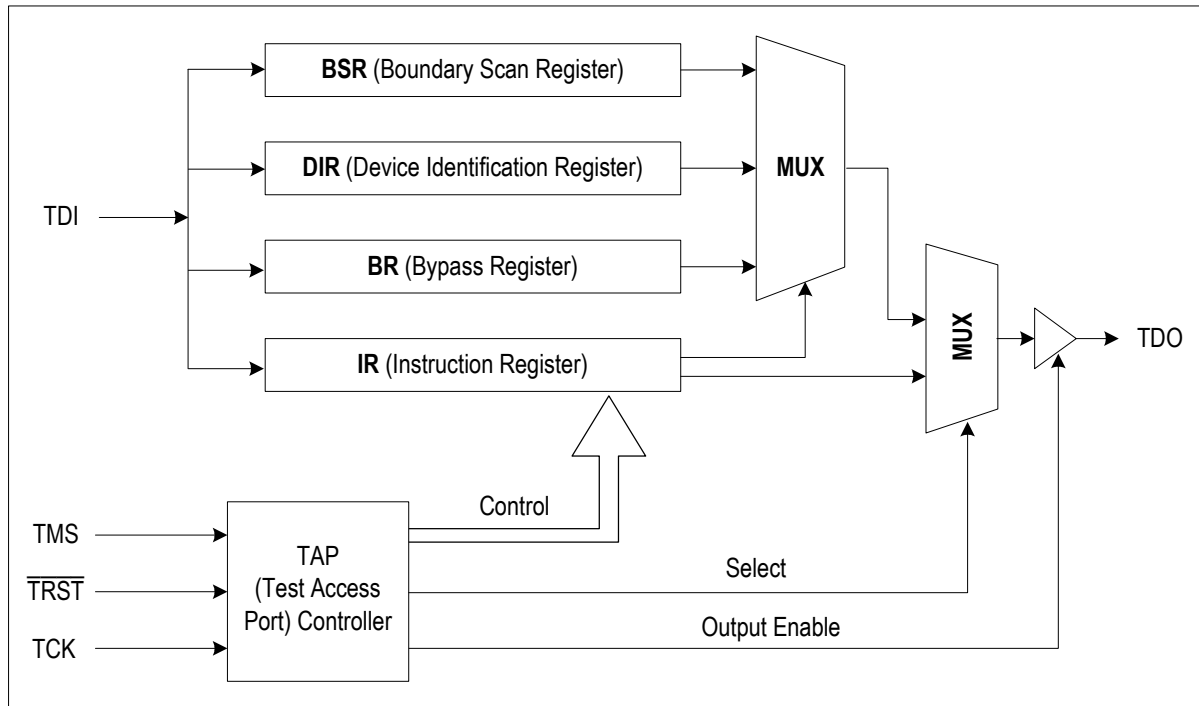 BSR (Boundary Scan Register)
DIR (Device Identification Register)
MUX
TDI
BR (Bypass Register)
MUX
TDO
IR (Instruction Register)
Control
TMS
TAP
(Test Access
Port) Controller
T̅R̅S̅T̅
Select
TCK
Output Enable